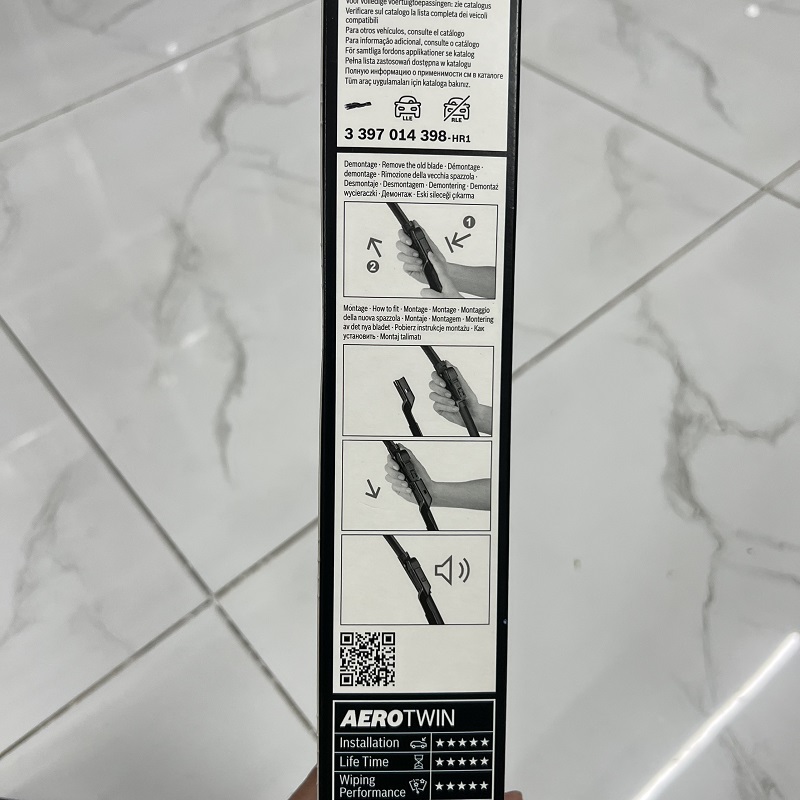 Voor volledige voertuigtoepassingen: zie catalogus
Verificare sul catalogo la lista completa dei veicoli
compatibili
Para otros vehículos, consulte el catálogo
Para informação adicional, consulte o catálogo
För samtliga fordons applikationer se katalog
Pełna lista zastosowań dostępna w katalogu
Полную информацию о применимости см в каталоге
Tüm araç uygulamaları için kataloga bakınız.
LLE RLE
3 397 014 398-HR1
Demontage · Remove the old blade · Démontage ·
demontage · Rimozione della vecchia spazzola ·
Desmontaje · Desmontagem · Demontering · Demontaż
wycieraczki · Демонтаж · Eski sileceği çıkarma
1
2
Montage · How to fit · Montage · Montage · Montaggio
della nuova spazzola · Montaje · Montagem · Montering
av det nya bladet · Pobierz instrukcje montażu · Как
установить · Montaj talimatı
AEROTWIN
Installation ★★★★★
Life Time ★★★★★
Wiping
Performance ★★★★★